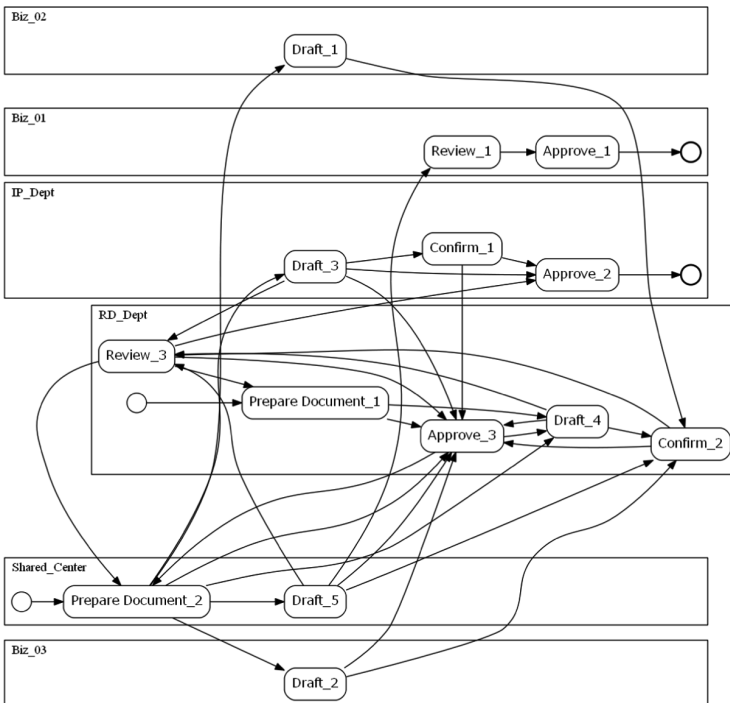 Biz_02
Draft_1
Biz_01
Review_1
Approve_1
IP_Dept
Confirm_1
Draft_3
Approve_2
RD_Dept
Review_3
Prepare Document_1
Draft_4
Approve_3
Confirm_2
Shared_Center
Prepare Document_2
Draft_5
Biz_03
Draft_2